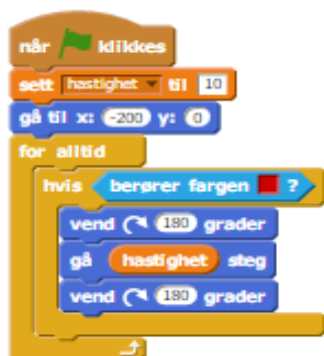 når klikkes
sett hastighet til 10
gå til x: -200 y: 0
for alltid
hvis berører fargen ?
vend 180 grader
gå hastighet steg
vend 180 grader